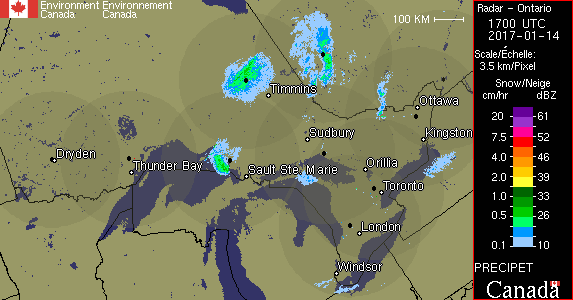 Environment Environnement
Canada Canada
100 KM
Timmins
Ottawa
Sudbury
Kingston
Dryden
Thunder Bay
Sault Ste. Marie
Orillia
Toronto
London
Windsor
Radar - Ontario
1700 UTC
2017-01-14
Scale/Échelle:
3.5 km/Pixel
Snow/Neige
cm/hr dBZ
20 61
7.5 52
4.0 46
2.0 39
1.0 33
0.5 26
0.1 10
PRECIPET
Canada